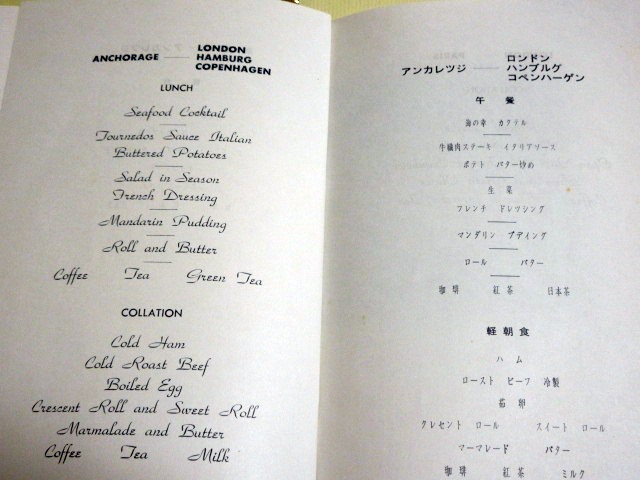 ANCHORAGE — LONDON
HAMBURG
COPENHAGEN
LUNCH
Seafood Cocktail
Tournedos Sauce Italian
Buttered Potatoes
Salad in Season
French Dressing
Mandarin Pudding
Roll and Butter
Coffee Tea Green Tea
COLLATION
Cold Ham
Cold Roast Beef
Boiled Egg
Crescent Roll and Sweet Roll
Marmalade and Butter
Coffee Tea Milk
アンカレッジ — ロンドン
ハンブルグ
コペンハーゲン
午餐
海の幸 カクテル
牛繊肉ステーキ イタリアソース
ポテト バター炒め
生菜
フレンチ ドレツシング
マンダリン プディング
ロール バター
珈琲 紅茶 日本茶
軽朝食
ハム
ロースト ビーフ 冷製
茹卵
クレセント ロール スイート ロール
マーマレード バター
珈琲 紅茶 ミルク